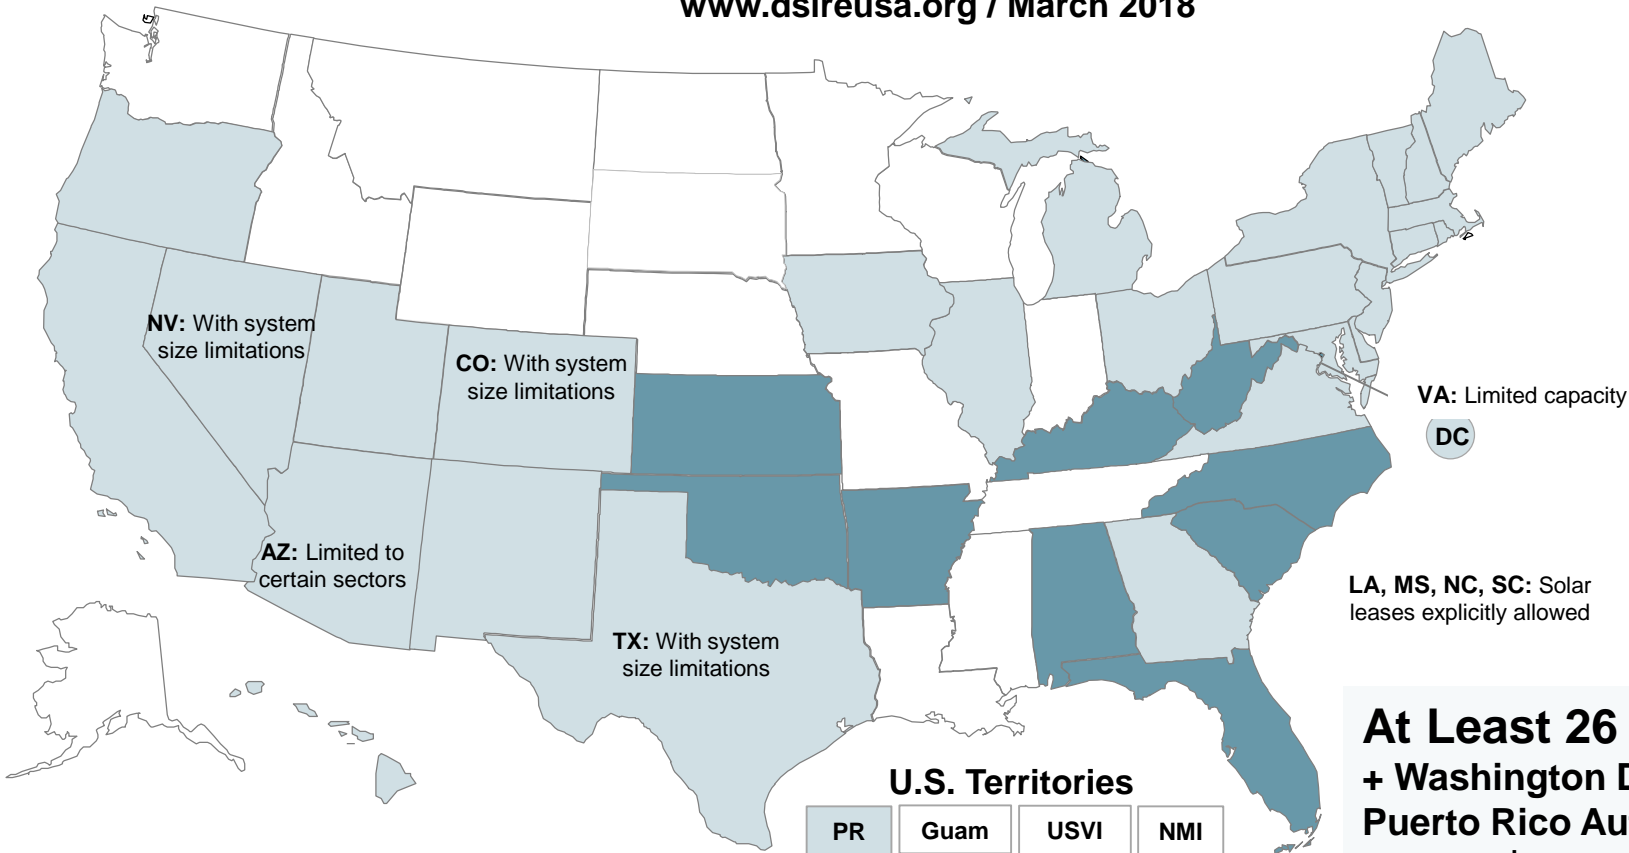 www.dsireusa.org / March 2018
NV: With system
size limitations
CO: With system
size limitations
VA: Limited capacity
DC
AZ: Limited to
certain sectors
LA, MS, NC, SC: Solar
leases explicitly allowed
TX: With system
size limitations
At Least 26
+ Washington
Puerto Rico
U.S. Territories
PR
Guam
USVI
NMI